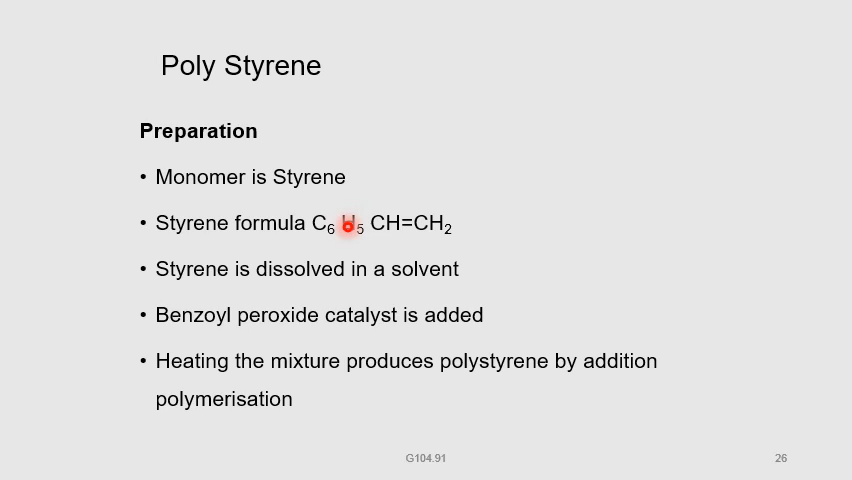 Poly Styrene
Preparation
• Monomer is Styrene
• Styrene formula C₆ H₅ CH=CH₂
• Styrene is dissolved in a solvent
• Benzoyl peroxide catalyst is added
• Heating the mixture produces polystyrene by addition
polymerisation
G104.91
26